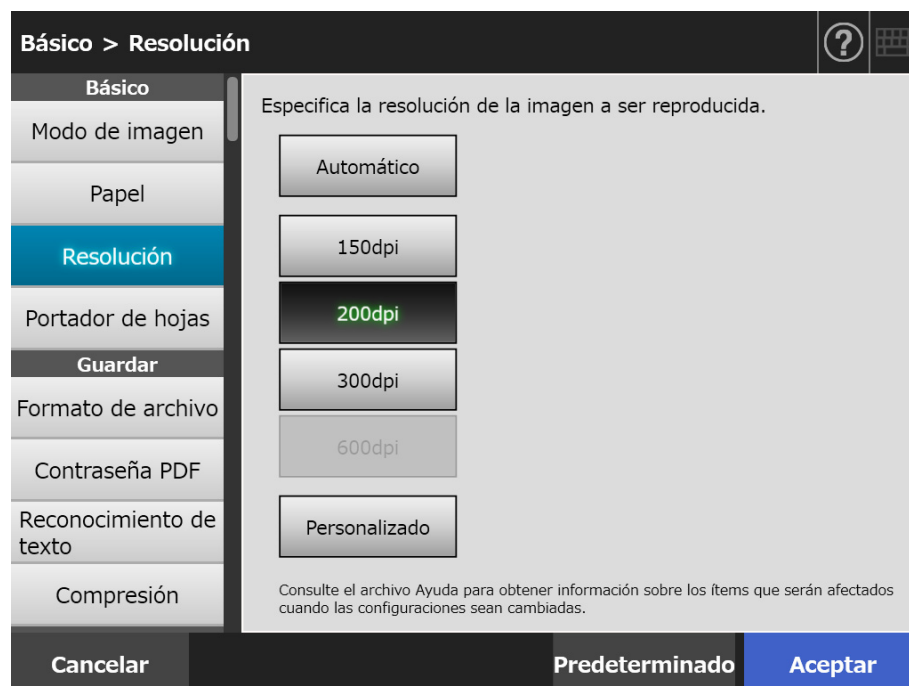 Básico > Resolución
?
Básico
Modo de imagen
Papel
Resolución
Portador de hojas
Guardar
Formato de archivo
Contraseña PDF
Reconocimiento de
texto
Compresión
Especifica la resolución de la imagen a ser reproducida.
Automático
150dpi
200dpi
300dpi
600dpi
Personalizado
Consulte el archivo Ayuda para obtener información sobre los ítems que serán afectados
cuando las configuraciones sean cambiadas.
Cancelar
Predeterminado
Aceptar